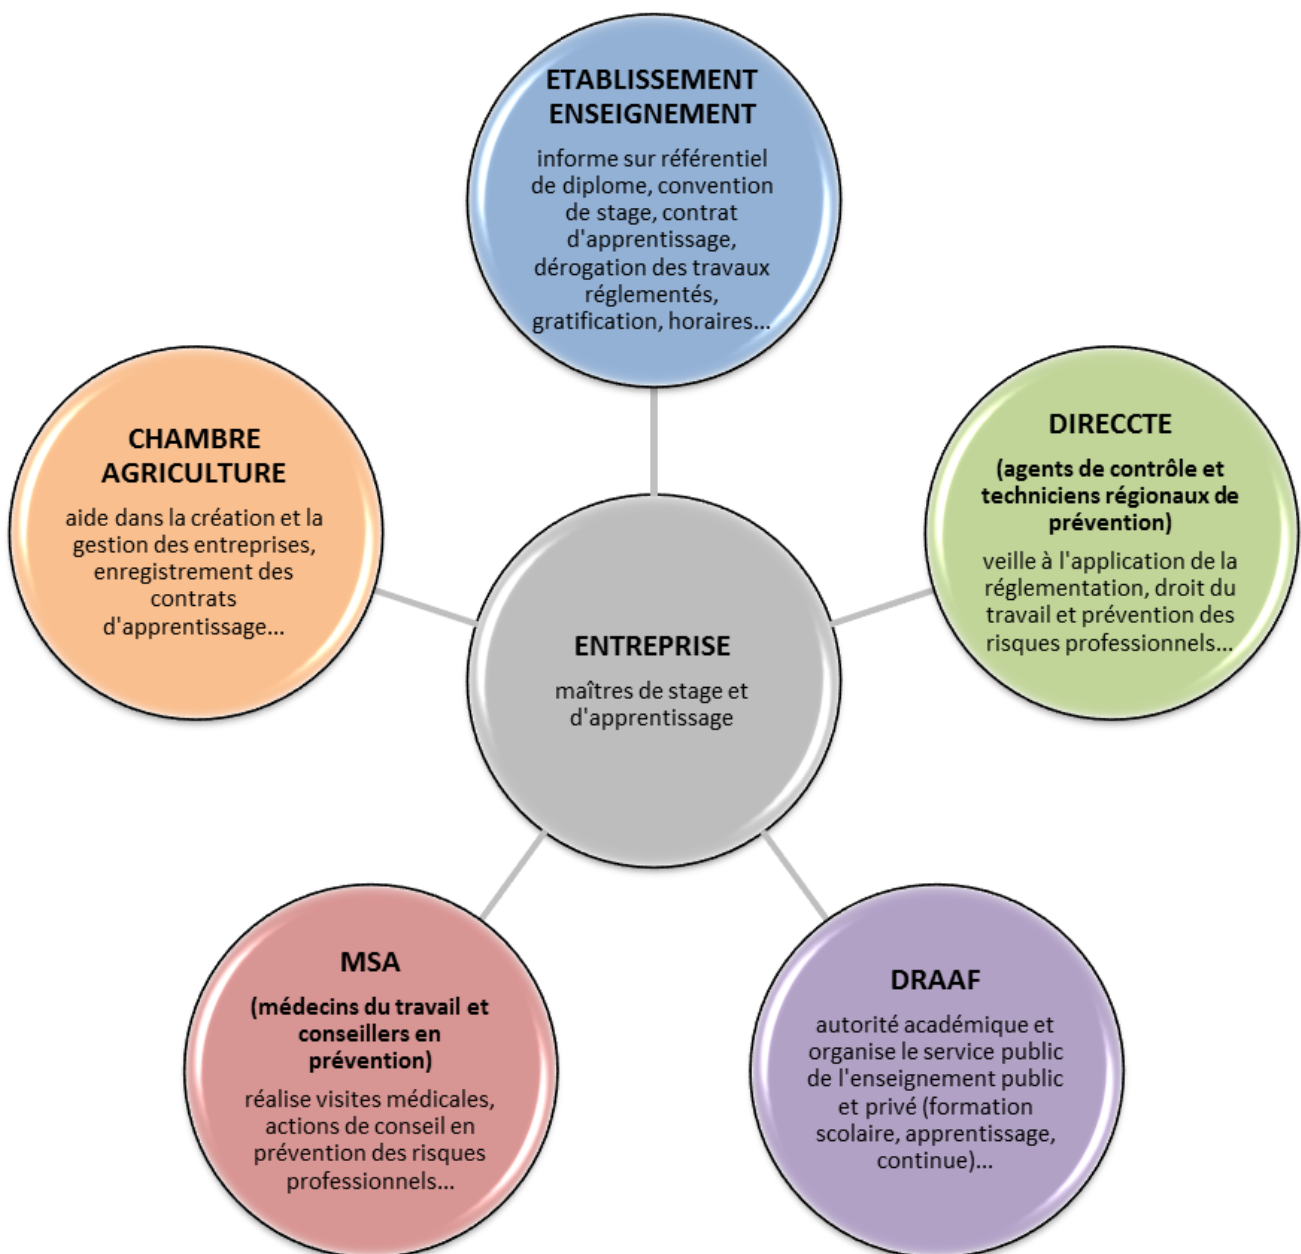 ETABLISSEMENT
ENSEIGNEMENT
informe sur référentiel
de diplome, convention
de stage, contrat
d'apprentissage,
dérogation des travaux
réglementés,
gratification, horaires...
CHAMBRE
AGRICULTURE
aide dans la création et la
gestion des entreprises,
enregistrement des
contrats
d'apprentissage...
DIRECCTE
(agents de contrôle et
techniciens régionaux de
prévention)
veille à l'application de la
réglementation, droit du
travail et prévention des
risques professionnels...
ENTREPRISE
maîtres de stage et
d'apprentissage
MSA
(médecins du travail et
conseillers en
prévention)
réalise visites médicales,
actions de conseil en
prévention des risques
professionnels...
DRAAF
autorité académique et
organise le service public
de l'enseignement public
et privé (formation
scolaire, apprentissage,
continue)...